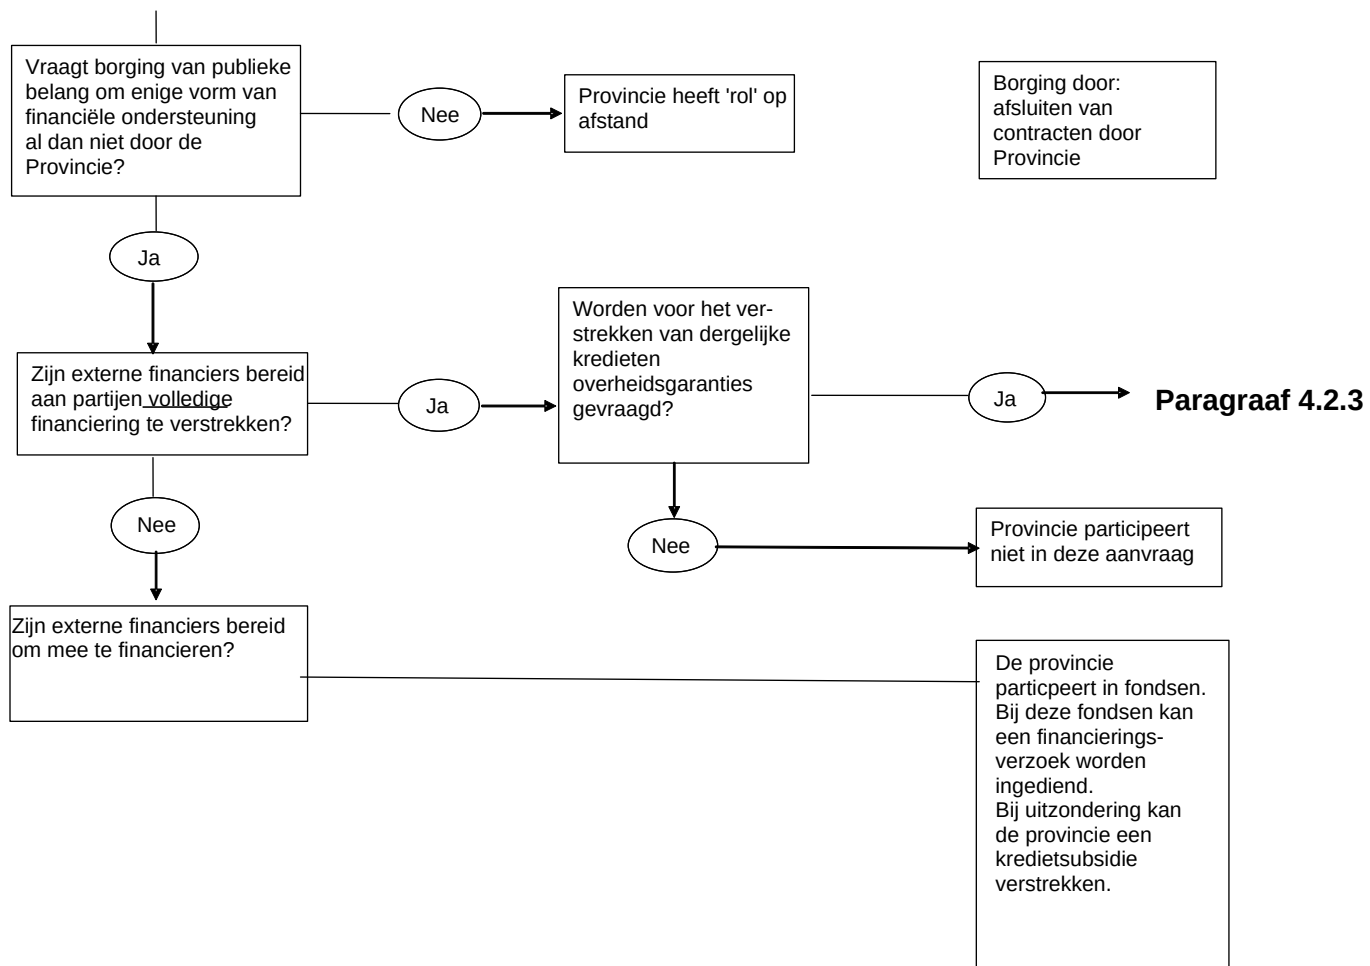 Vraagt borging van publieke
belang om enige vorm van
financiële ondersteuning
al dan niet door de
Provincie?
Nee
Provincie heeft 'rol' op
afstand
Borging door:
afsluiten van
contracten door
Provincie
Ja
Zijn externe financiers bereid
aan partijen volledige
financiering te verstrekken?
Ja
Worden voor het ver-
strekken van dergelijke
kredieten
overheidsgaranties
gevraagd?
Ja
Paragraaf 4.2.3
Nee
Nee
Provincie participeert
niet in deze aanvraag
Zijn externe financiers bereid
om mee te financieren?
De provincie
particpeert in fondsen.
Bij deze fondsen kan
een financierings-
verzoek worden
ingediend.
Bij uitzondering kan
de provincie een
kredietsubsidie
verstrekken.